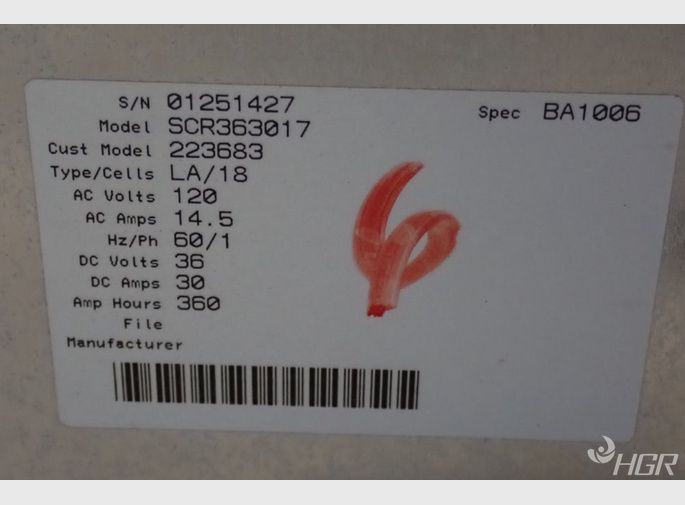 S/N 01251427
Spec BA1006
Model SCR363017
Cust Model 223683
Type/Cells LA/18
AC Volts 120
AC Amps 14.5
Hz/Ph 60/1
DC Volts 36
DC Amps 30
Amp Hours 360
File
Manufacturer
6
HGR